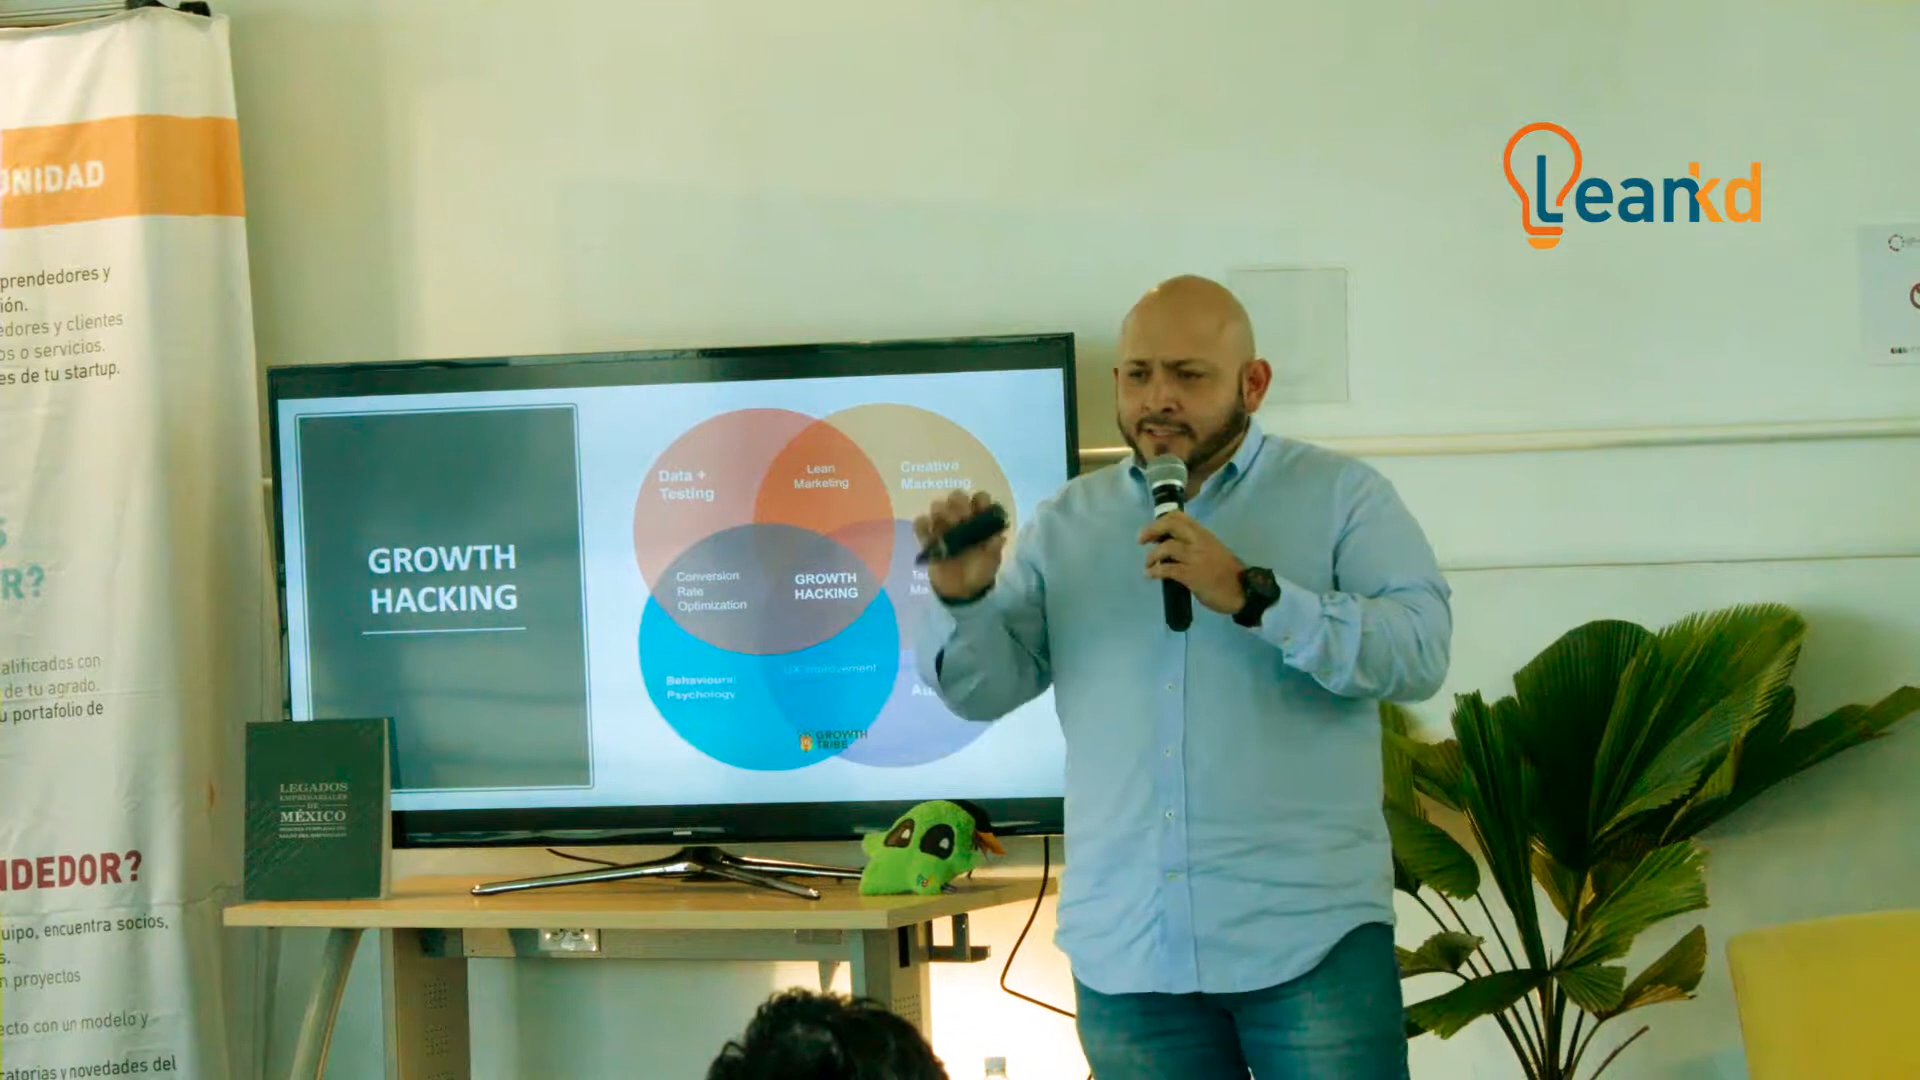 UNIDAD
prendedores y
ión.
edores y clientes
os o servicios.
es de tu startup.
R?
alificados con
de tu agrado.
u portafolio de
NDEDOR?
uipo, encuentra socios,
s.
n proyectos
ecto con un modelo y
catorias y novedades del
GROWTH
HACKING
Data +
Testing
Lean
Marketing
Creative
Marketing
Conversion
Rate
Optimization
GROWTH
HACKING
Behavioural
Psychology
UX Improvement
GROWTH
TRIBE
LEGADOS
EMPRESARIALES
DE
MÉXICO
Leankd